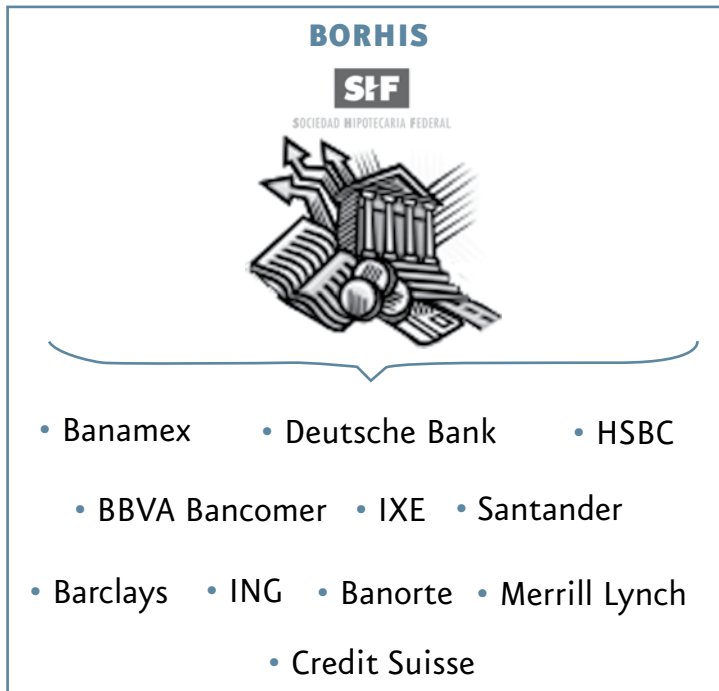 BORHIS
SHF
SOCIEDAD HIPOTECARIA FEDERAL
• Banamex • Deutsche Bank • HSBC
• BBVA Bancomer • IXE • Santander
• Barclays • ING • Banorte • Merrill Lynch
• Credit Suisse